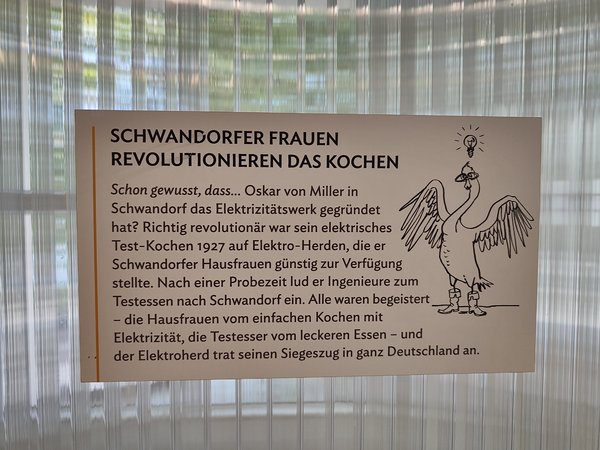 SCHWANDORFER FRAUEN
REVOLUTIONIEREN DAS KOCHEN
Schon gewusst, dass... Oskar von Miller in
Schwandorf das Elektrizitätswerk gegründet
hat? Richtig revolutionär war sein elektrisches
Test-Kochen 1927 auf Elektro-Herden, die er
Schwandorfer Hausfrauen günstig zur Verfügung
stellte. Nach einer Probezeit lud er Ingenieure zum
Testessen nach Schwandorf ein. Alle waren begeistert
– die Hausfrauen vom einfachen Kochen mit
Elektrizität, die Testesser vom leckeren Essen – und
der Elektroherd trat seinen Siegeszug in ganz Deutschland an.